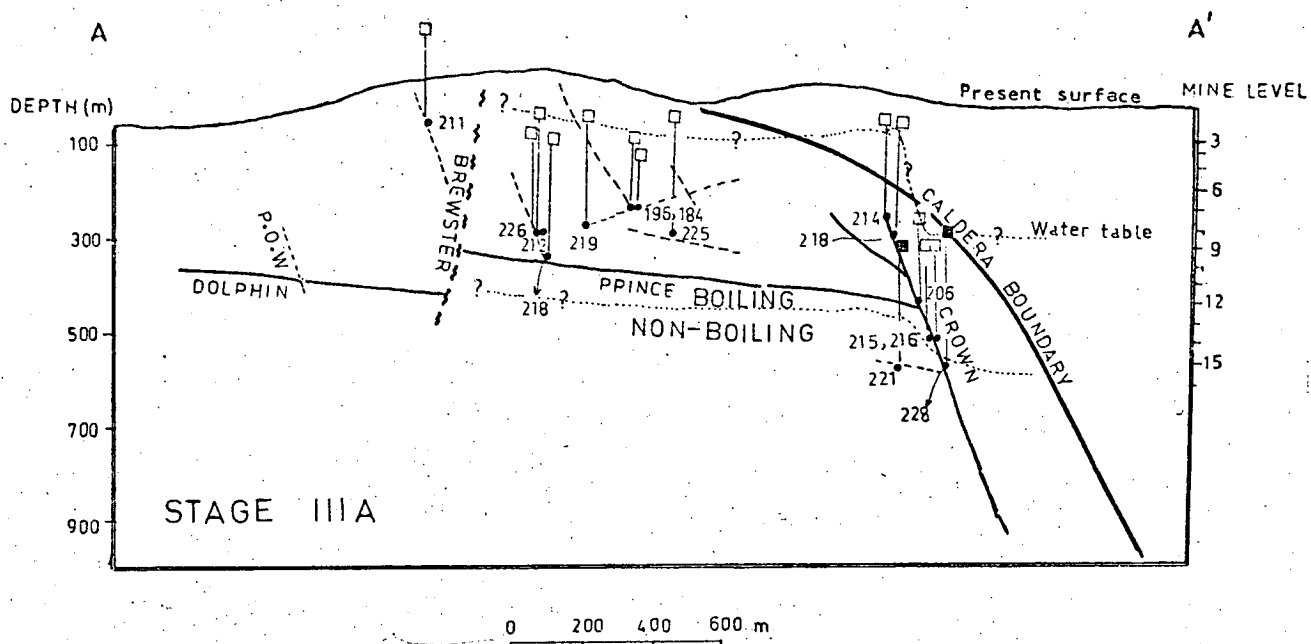 A
A'
DEPTH (m)
Present surface
MINE LEVEL
100
300
500
700
900
3
6
9
12
15
211
BREWSTER
?
?
?
P.O.W
DOLPHIN
226
218
219
196,184
225
PRINCE
BOILING
NON-BOILING
?
?
214
218
CALDERA BOUNDARY
?
Water table
206
CROWN
215, 216
221
228
STAGE IIIA
0 200 400 600 m